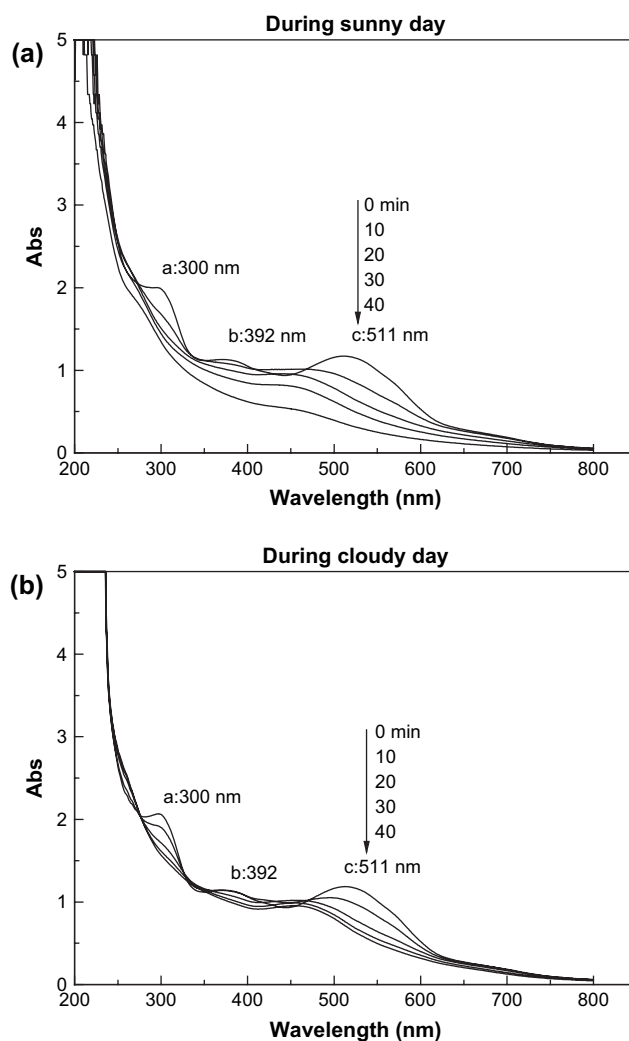 During sunny day
(a)
5
4
3
2
1
0
Abs
a:300 nm
b:392 nm
0 min
10
20
30
40
c:511 nm
200 300 400 500 600 700 800
Wavelength (nm)
During cloudy day
(b)
5
4
3
2
1
0
Abs
a:300 nm
b:392
0 min
10
20
30
40
c:511 nm
200 300 400 500 600 700 800
Wavelength (nm)